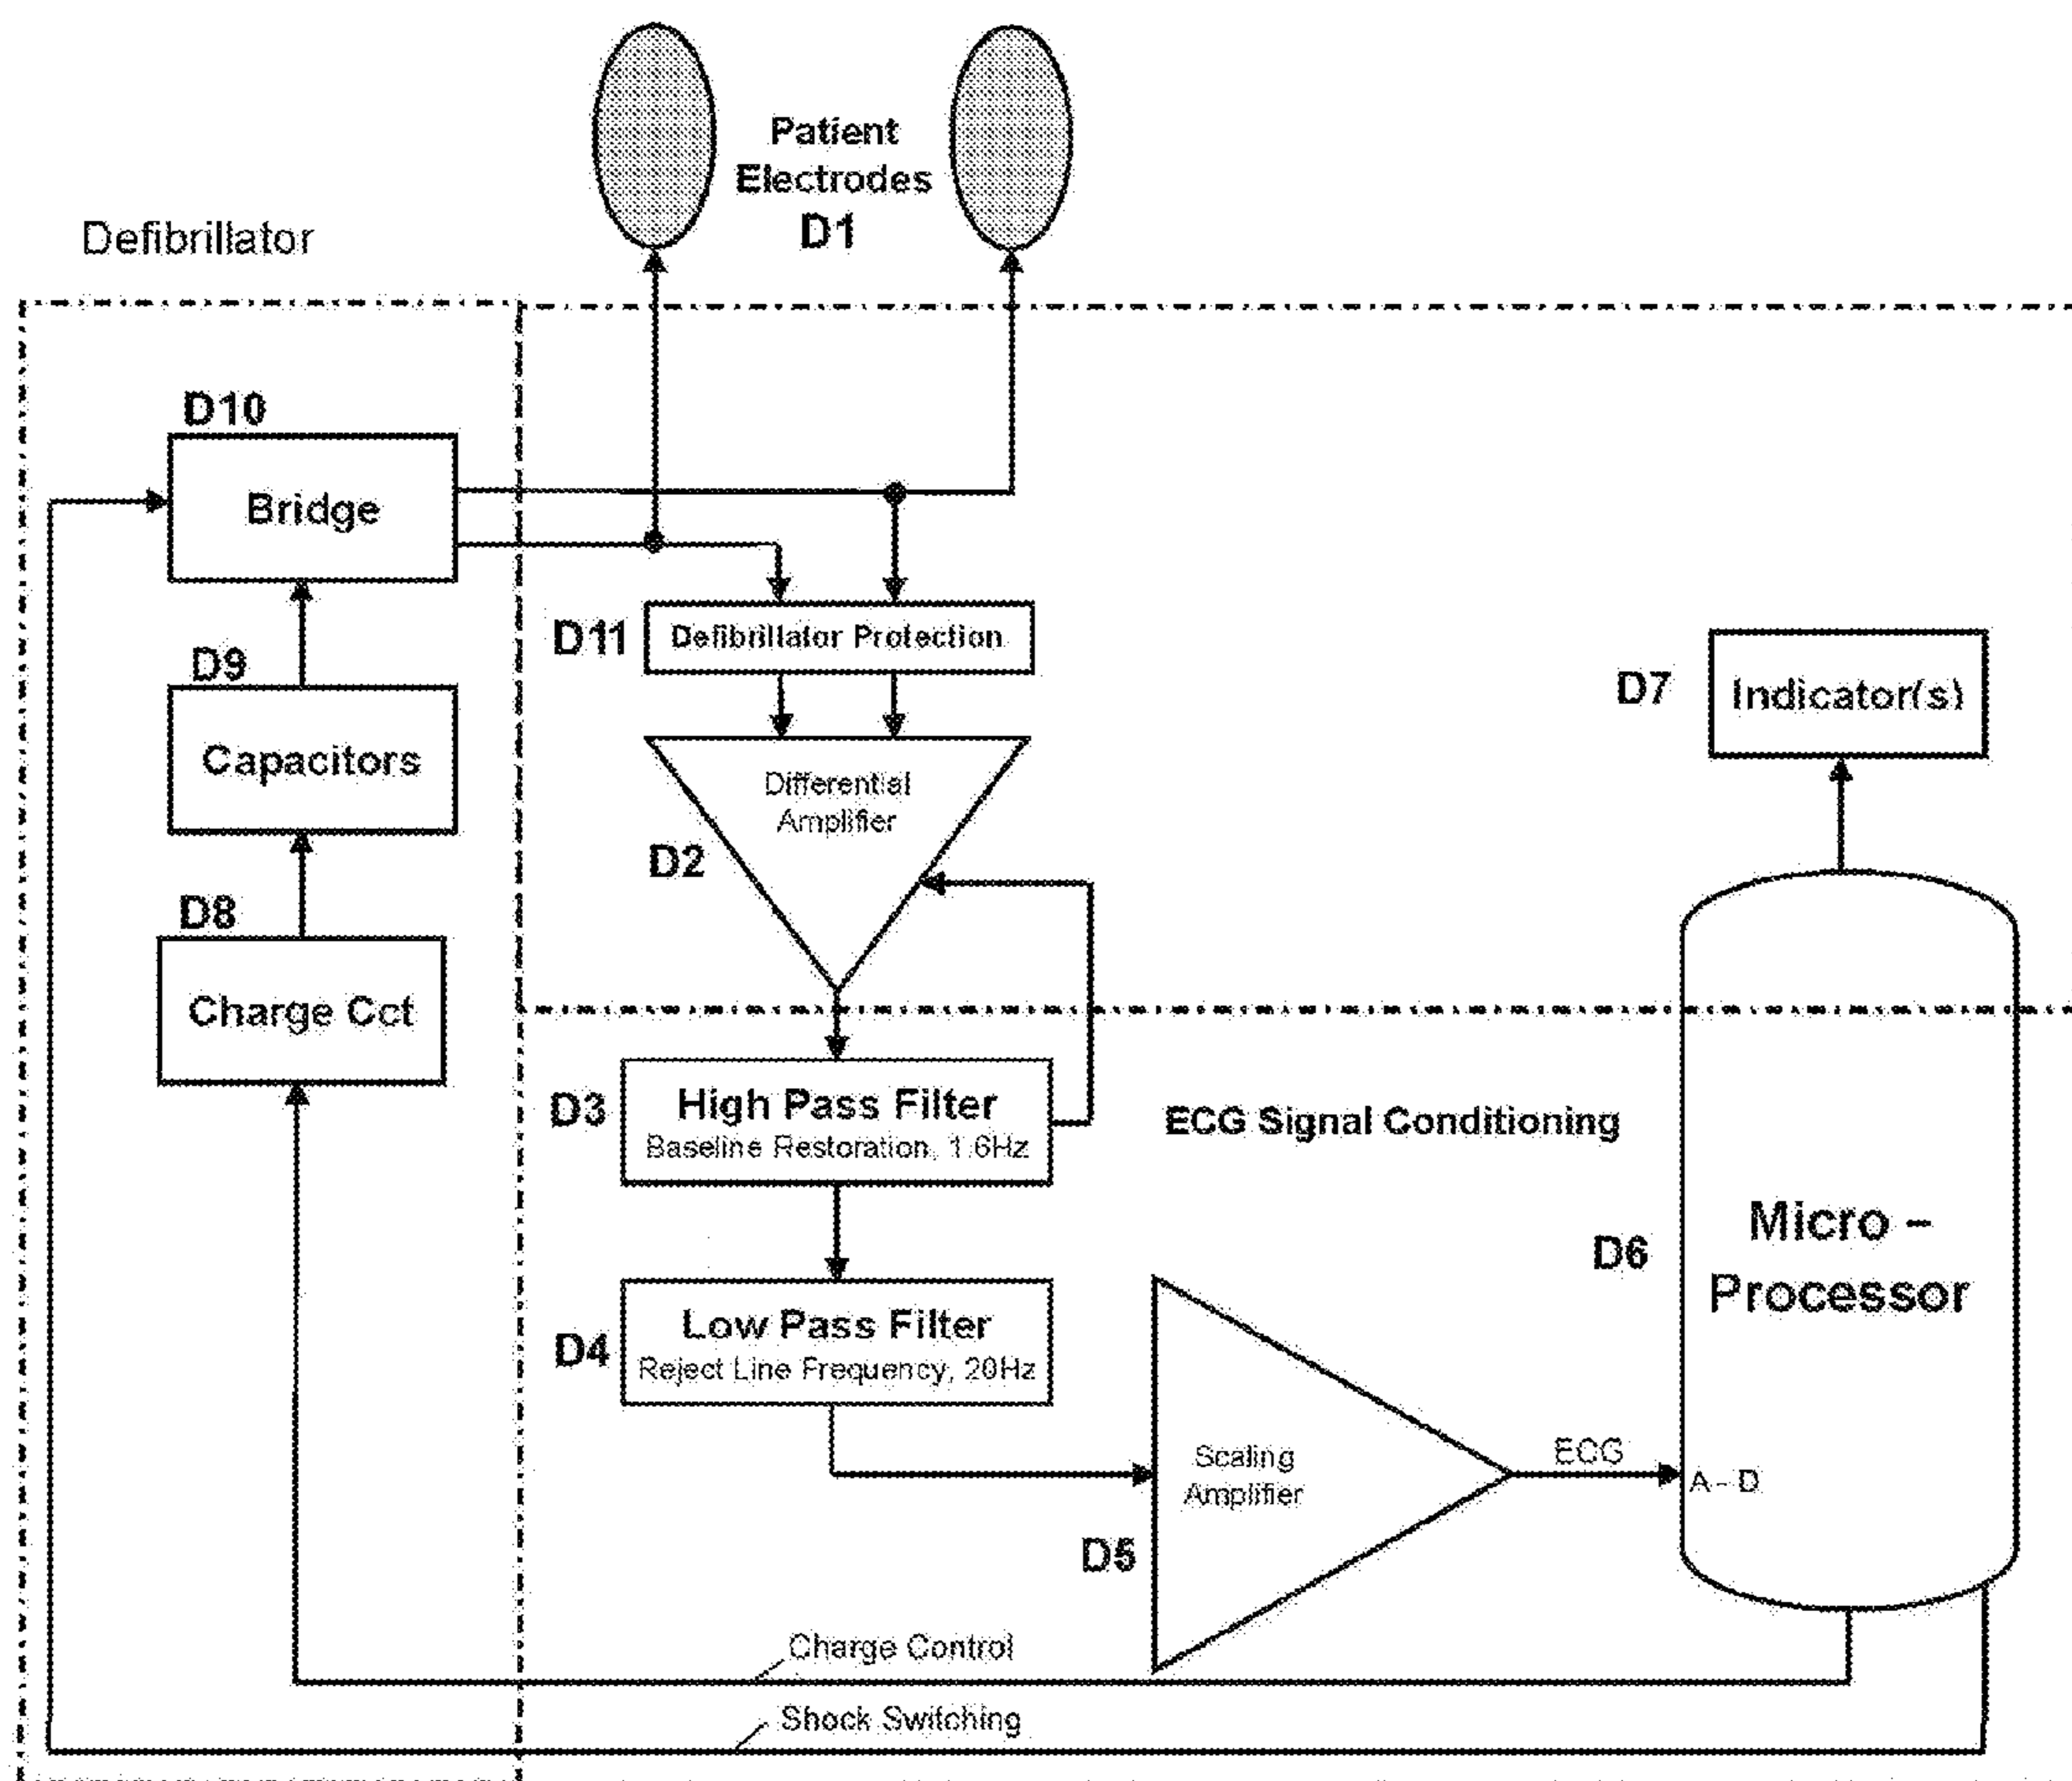 Patient
Electrodes
D1
Defibrillator
D10
Bridge
D11
Defibrillator Protection
D9
Capacitors
D7
Indicator(s)
Differential
Amplifier
D2
D8
Charge Cct
D3
High Pass Filter
Baseline Restoration, 1.6Hz
ECG Signal Conditioning
D6
Micro –
Processor
D4
Low Pass Filter
Reject Line Frequency, 20Hz
Scaling
Amplifier
D5
ECG
A – D
Charge Control
Shock Switching